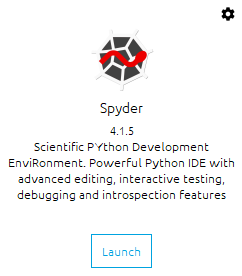 Spyder
4.1.5
Scientific PYthon Development
EnviRonment. Powerful Python IDE with
advanced editing, interactive testing,
debugging and introspection features
Launch